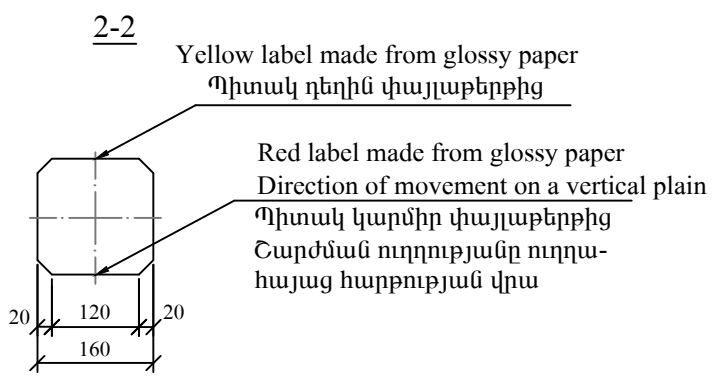 2-2
Yellow label made from glossy paper
Պիտակ դեղին փայլաթերթից
Red label made from glossy paper
Direction of movement on a vertical plain
Պիտակ կարմիր փայլաթերթից
Շարժման ուղղությանը ուղղա-
հայաց հարթության վրա
20 120 20
160